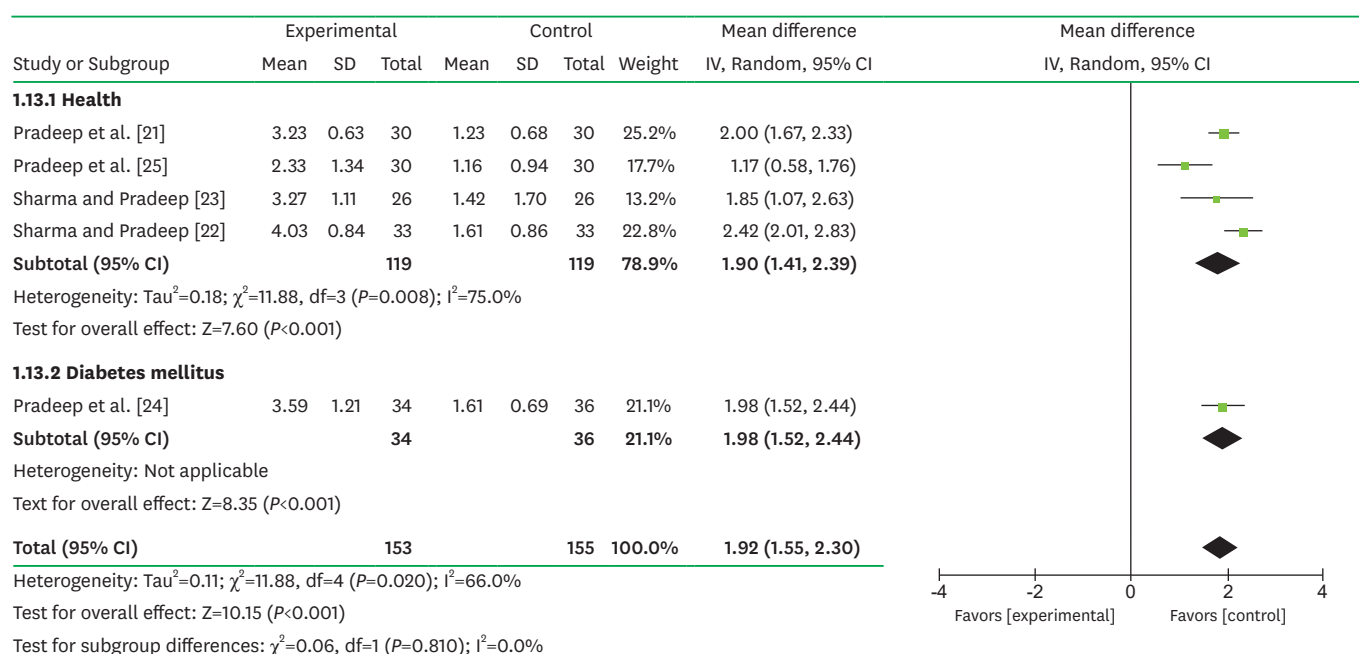 Experimental Control Mean difference Mean difference
Study or Subgroup Mean SD Total Mean SD Total Weight IV, Random, 95% CI IV, Random, 95% CI
1.13.1 Health
Pradeep et al. [21] 3.23 0.63 30 1.23 0.68 30 25.2% 2.00 (1.67, 2.33)
Pradeep et al. [25] 2.33 1.34 30 1.16 0.94 30 17.7% 1.17 (0.58, 1.76)
Sharma and Pradeep [23] 3.27 1.11 26 1.42 1.70 26 13.2% 1.85 (1.07, 2.63)
Sharma and Pradeep [22] 4.03 0.84 33 1.61 0.86 33 22.8% 2.42 (2.01, 2.83)
Subtotal (95% CI) 119 119 78.9% 1.90 (1.41, 2.39)
Heterogeneity: Tau²=0.18; χ²=11.88, df=3 (P=0.008); I²=75.0%
Test for overall effect: Z=7.60 (P<0.001)
1.13.2 Diabetes mellitus
Pradeep et al. [24] 3.59 1.21 34 1.61 0.69 36 21.1% 1.98 (1.52, 2.44)
Subtotal (95% CI) 34 36 21.1% 1.98 (1.52, 2.44)
Heterogeneity: Not applicable
Text for overall effect: Z=8.35 (P<0.001)
Total (95% CI) 153 155 100.0% 1.92 (1.55, 2.30)
Heterogeneity: Tau²=0.11; χ²=11.88, df=4 (P=0.020); I²=66.0%
Test for overall effect: Z=10.15 (P<0.001)
Test for subgroup differences: χ²=0.06, df=1 (P=0.810); I²=0.0%
-4 -2 0 2 4
Favors [experimental] Favors [control]